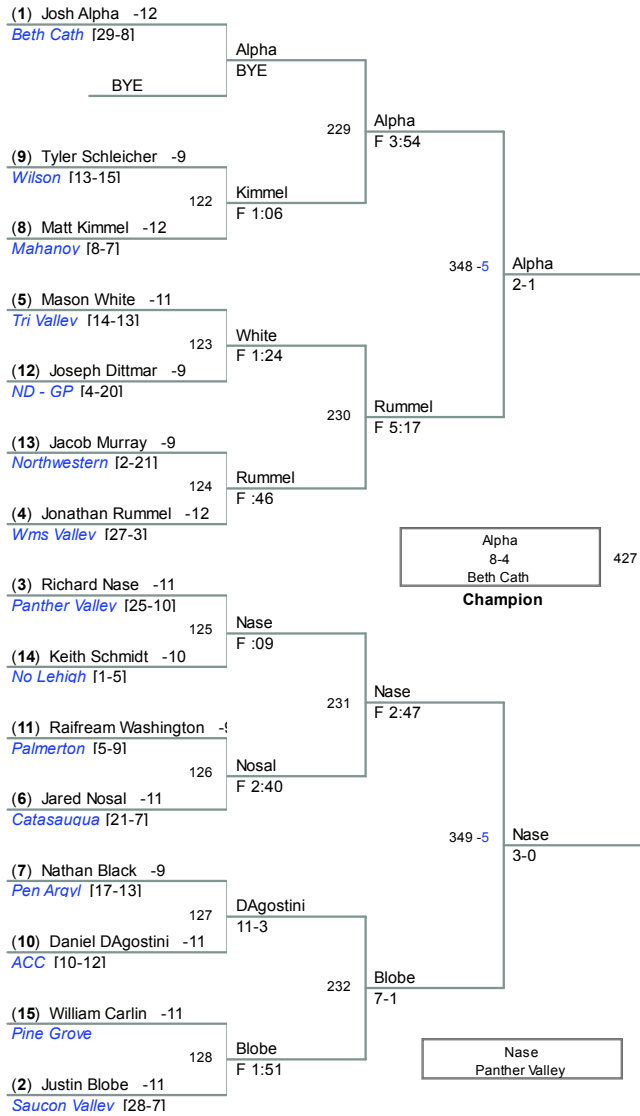 (1) Josh Alpha -12
Beth Cath [29-8]
Alpha
BYE
BYE
229
Alpha
F 3:54
(9) Tyler Schleicher -9
Wilson [13-15]
122
Kimmel
F 1:06
(8) Matt Kimmel -12
Mahanoy [8-7]
348 -5
Alpha
2-1
(5) Mason White -11
Tri Valley [14-13]
123
White
F 1:24
(12) Joseph Dittmar -9
ND - GP [4-20]
230
Rummel
F 5:17
(13) Jacob Murray -9
Northwestern [2-21]
124
Rummel
F :46
(4) Jonathan Rummel -12
Wms Valley [27-3]
Alpha
8-4
Beth Cath
427
Champion
(3) Richard Nase -11
Panther Valley [25-10]
125
Nase
F :09
(14) Keith Schmidt -10
No Lehigh [1-5]
231
Nase
F 2:47
(11) Raifream Washington -9
Palmerton [5-9]
126
Nosal
F 2:40
(6) Jared Nosal -11
Catasauqua [21-7]
349 -5
Nase
3-0
(7) Nathan Black -9
Pen Argyl [17-13]
127
DAgostini
11-3
(10) Daniel DAgostini -11
ACC [10-12]
232
Blobe
7-1
(15) William Carlin -11
Pine Grove
128
Blobe
F 1:51
(2) Justin Blobe -11
Saucon Valley [28-7]
Nase
Panther Valley